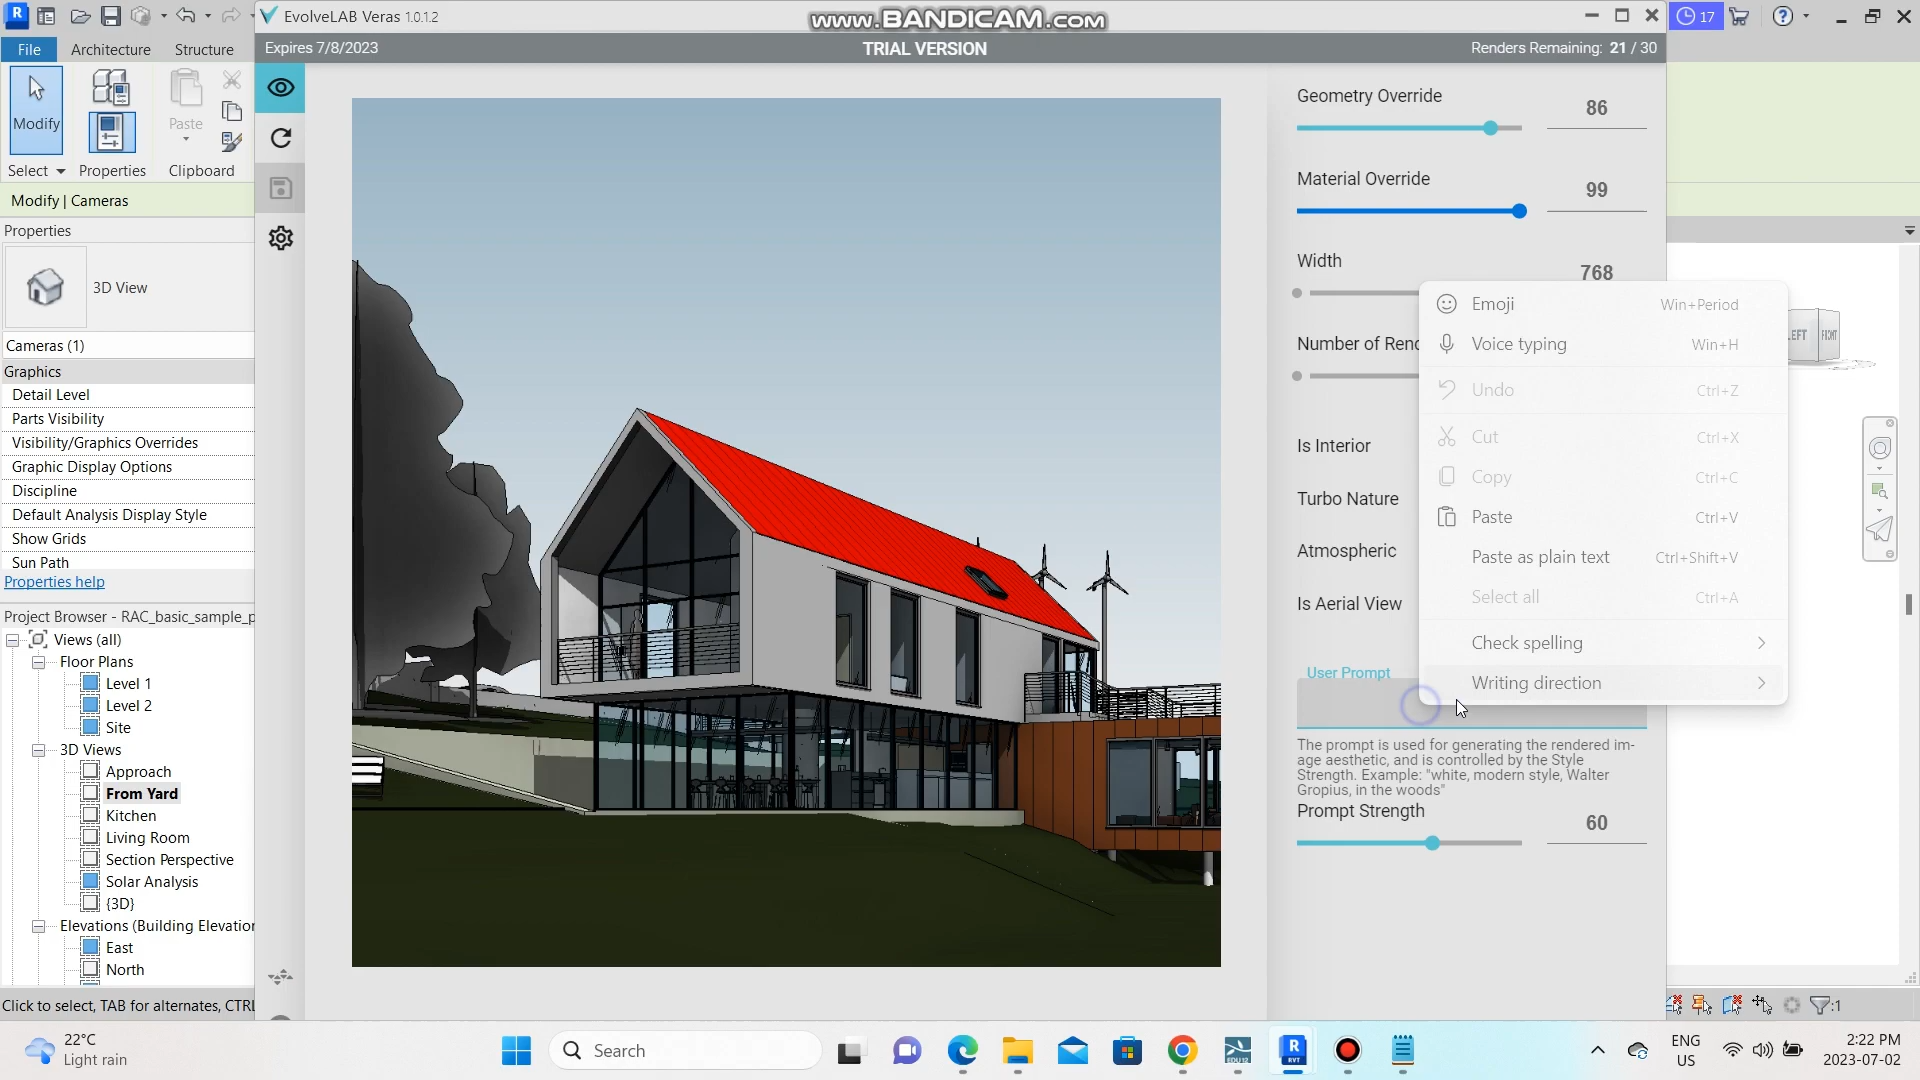 EvolveLAB Veras 1.0.1.2
www.BANDICAM.com
17
File
Architecture
Structure
Expires 7/8/2023
TRIAL VERSION
Renders Remaining: 21 / 30
Modify
Paste
Select
Properties
Clipboard
Modify | Cameras
Properties
3D View
Cameras (1)
Graphics
Detail Level
Parts Visibility
Visibility/Graphics Overrides
Graphic Display Options
Discipline
Default Analysis Display Style
Show Grids
Sun Path
Properties help
Project Browser - RAC_basic_sample_p
Views (all)
Floor Plans
Level 1
Level 2
Site
3D Views
Approach
From Yard
Kitchen
Living Room
Section Perspective
Solar Analysis
{3D}
Elevations (Building Elevation
East
North
Click to select, TAB for alternates, CTRL
Geometry Override
86
Material Override
99
Width
768
Number of Rend
Is Interior
Turbo Nature
Atmospheric
Is Aerial View
User Prompt
The prompt is used for generating the rendered im-
age aesthetic, and is controlled by the Style
Strength. Example: "white, modern style, Walter
Gropius, in the woods"
Prompt Strength
60
Emoji Win+Period
Voice typing Win+H
Undo Ctrl+Z
Cut Ctrl+X
Copy Ctrl+C
Paste Ctrl+V
Paste as plain text Ctrl+Shift+V
Select all Ctrl+A
Check spelling
Writing direction
LEFT
FRONT
:1
22°C
Light rain
Search
EDU 12
R
RVT
ENG
US
2:22 PM
2023-07-02